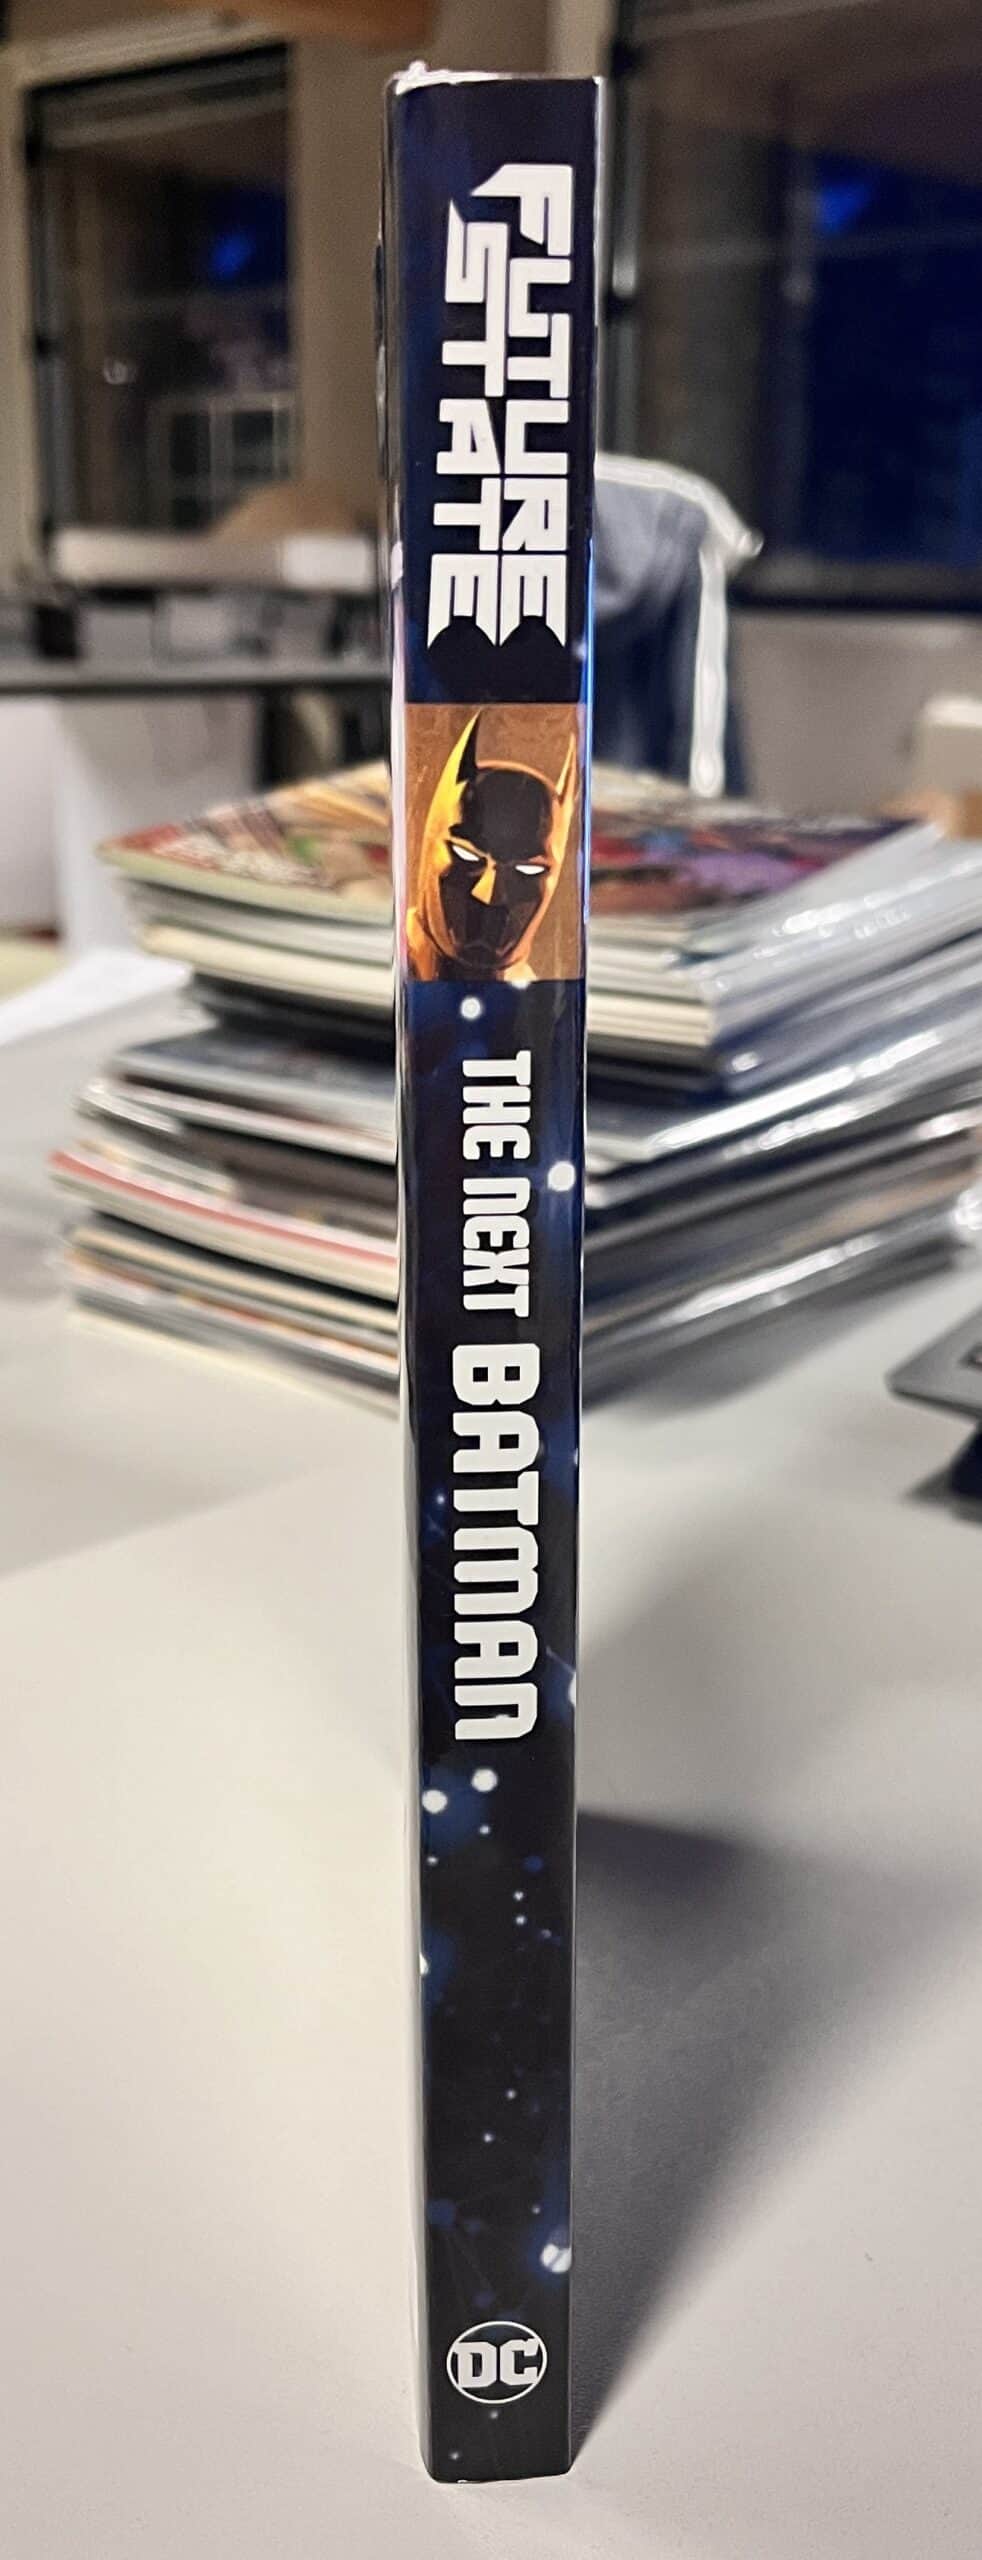 FUTURE
STATE
THE NEXT BATMAN
DC